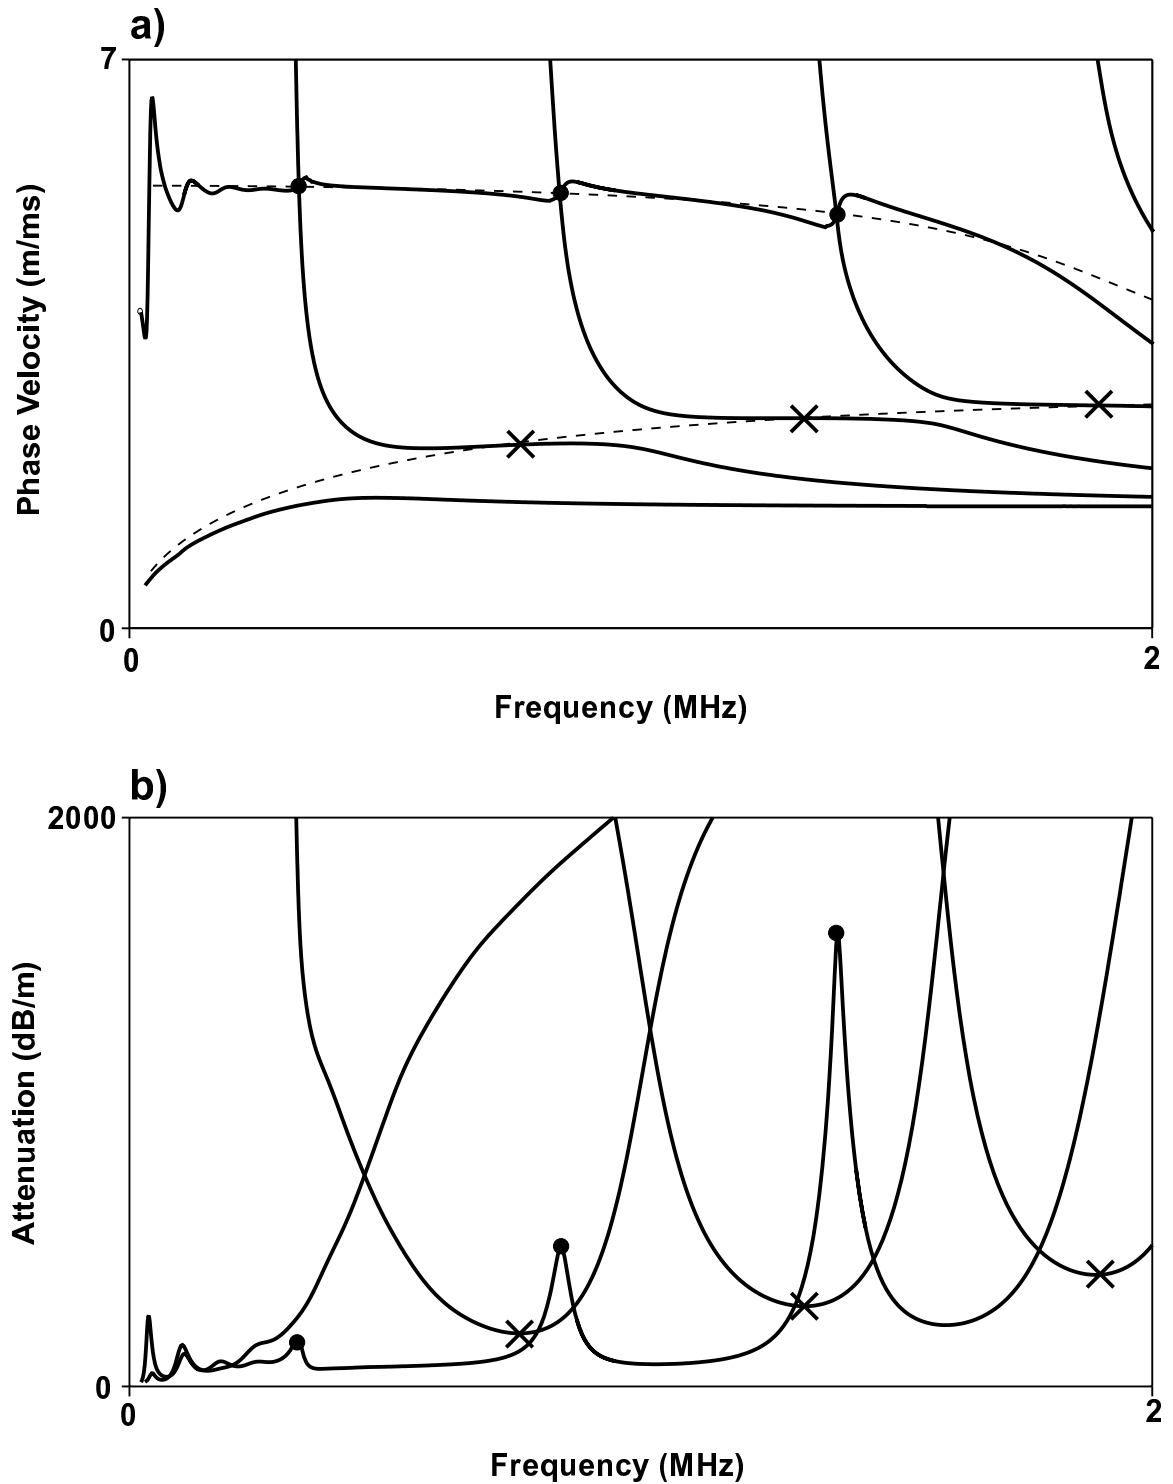 a)
7
Phase Velocity (m/ms)
0
0
2
Frequency (MHz)
b)
2000
Attenuation (dB/m)
0
0
2
Frequency (MHz)